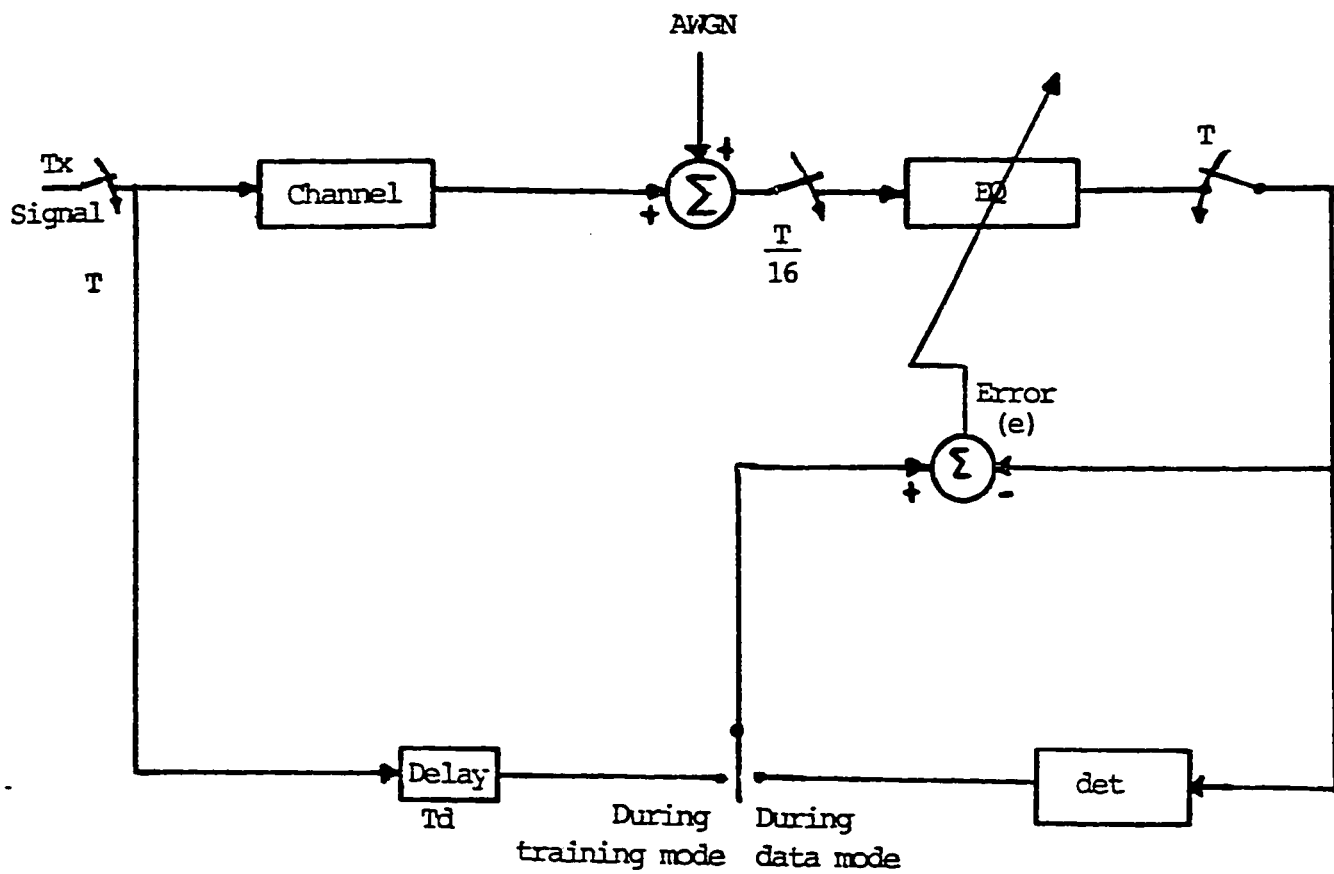 AWGN
Tx
Signal
T
Channel
+
+
Σ
T
16
EQ
T
Error
(e)
Σ
+
-
Delay
Td
det
During
training mode
During
data mode